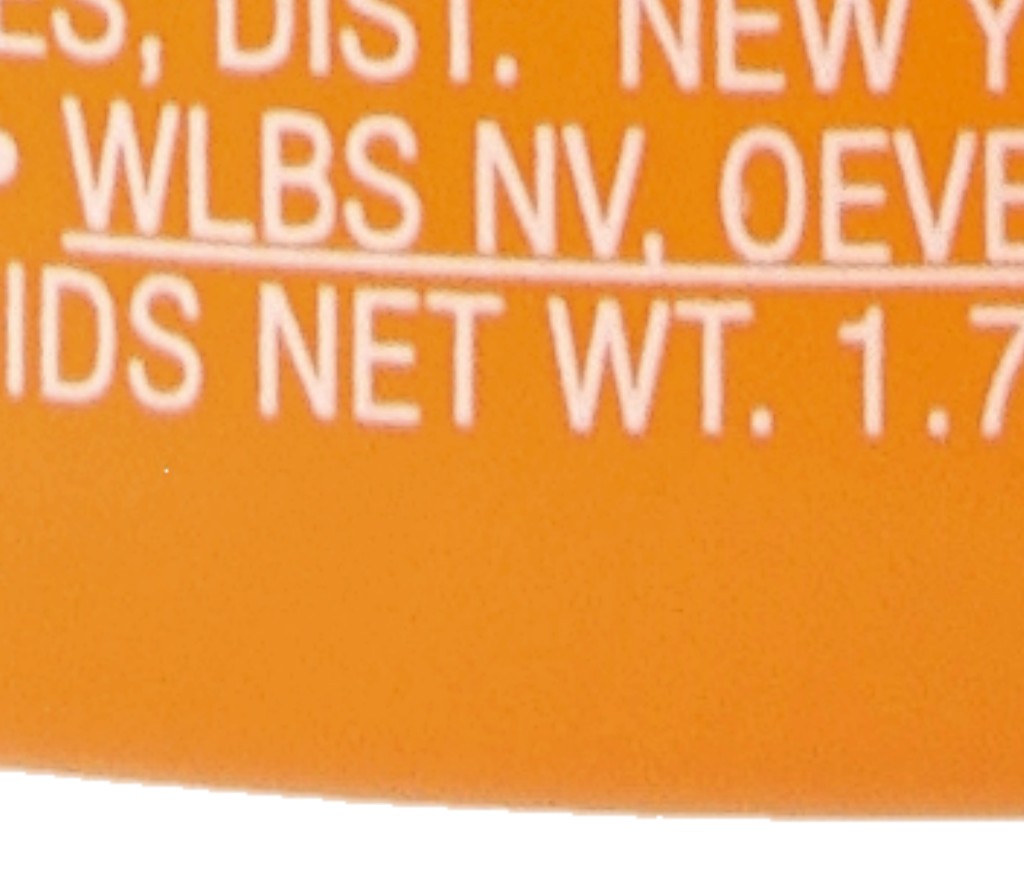 ES, DIST. NEW Y
• WLBS NV, OEVE
IDS NET WT. 1.7